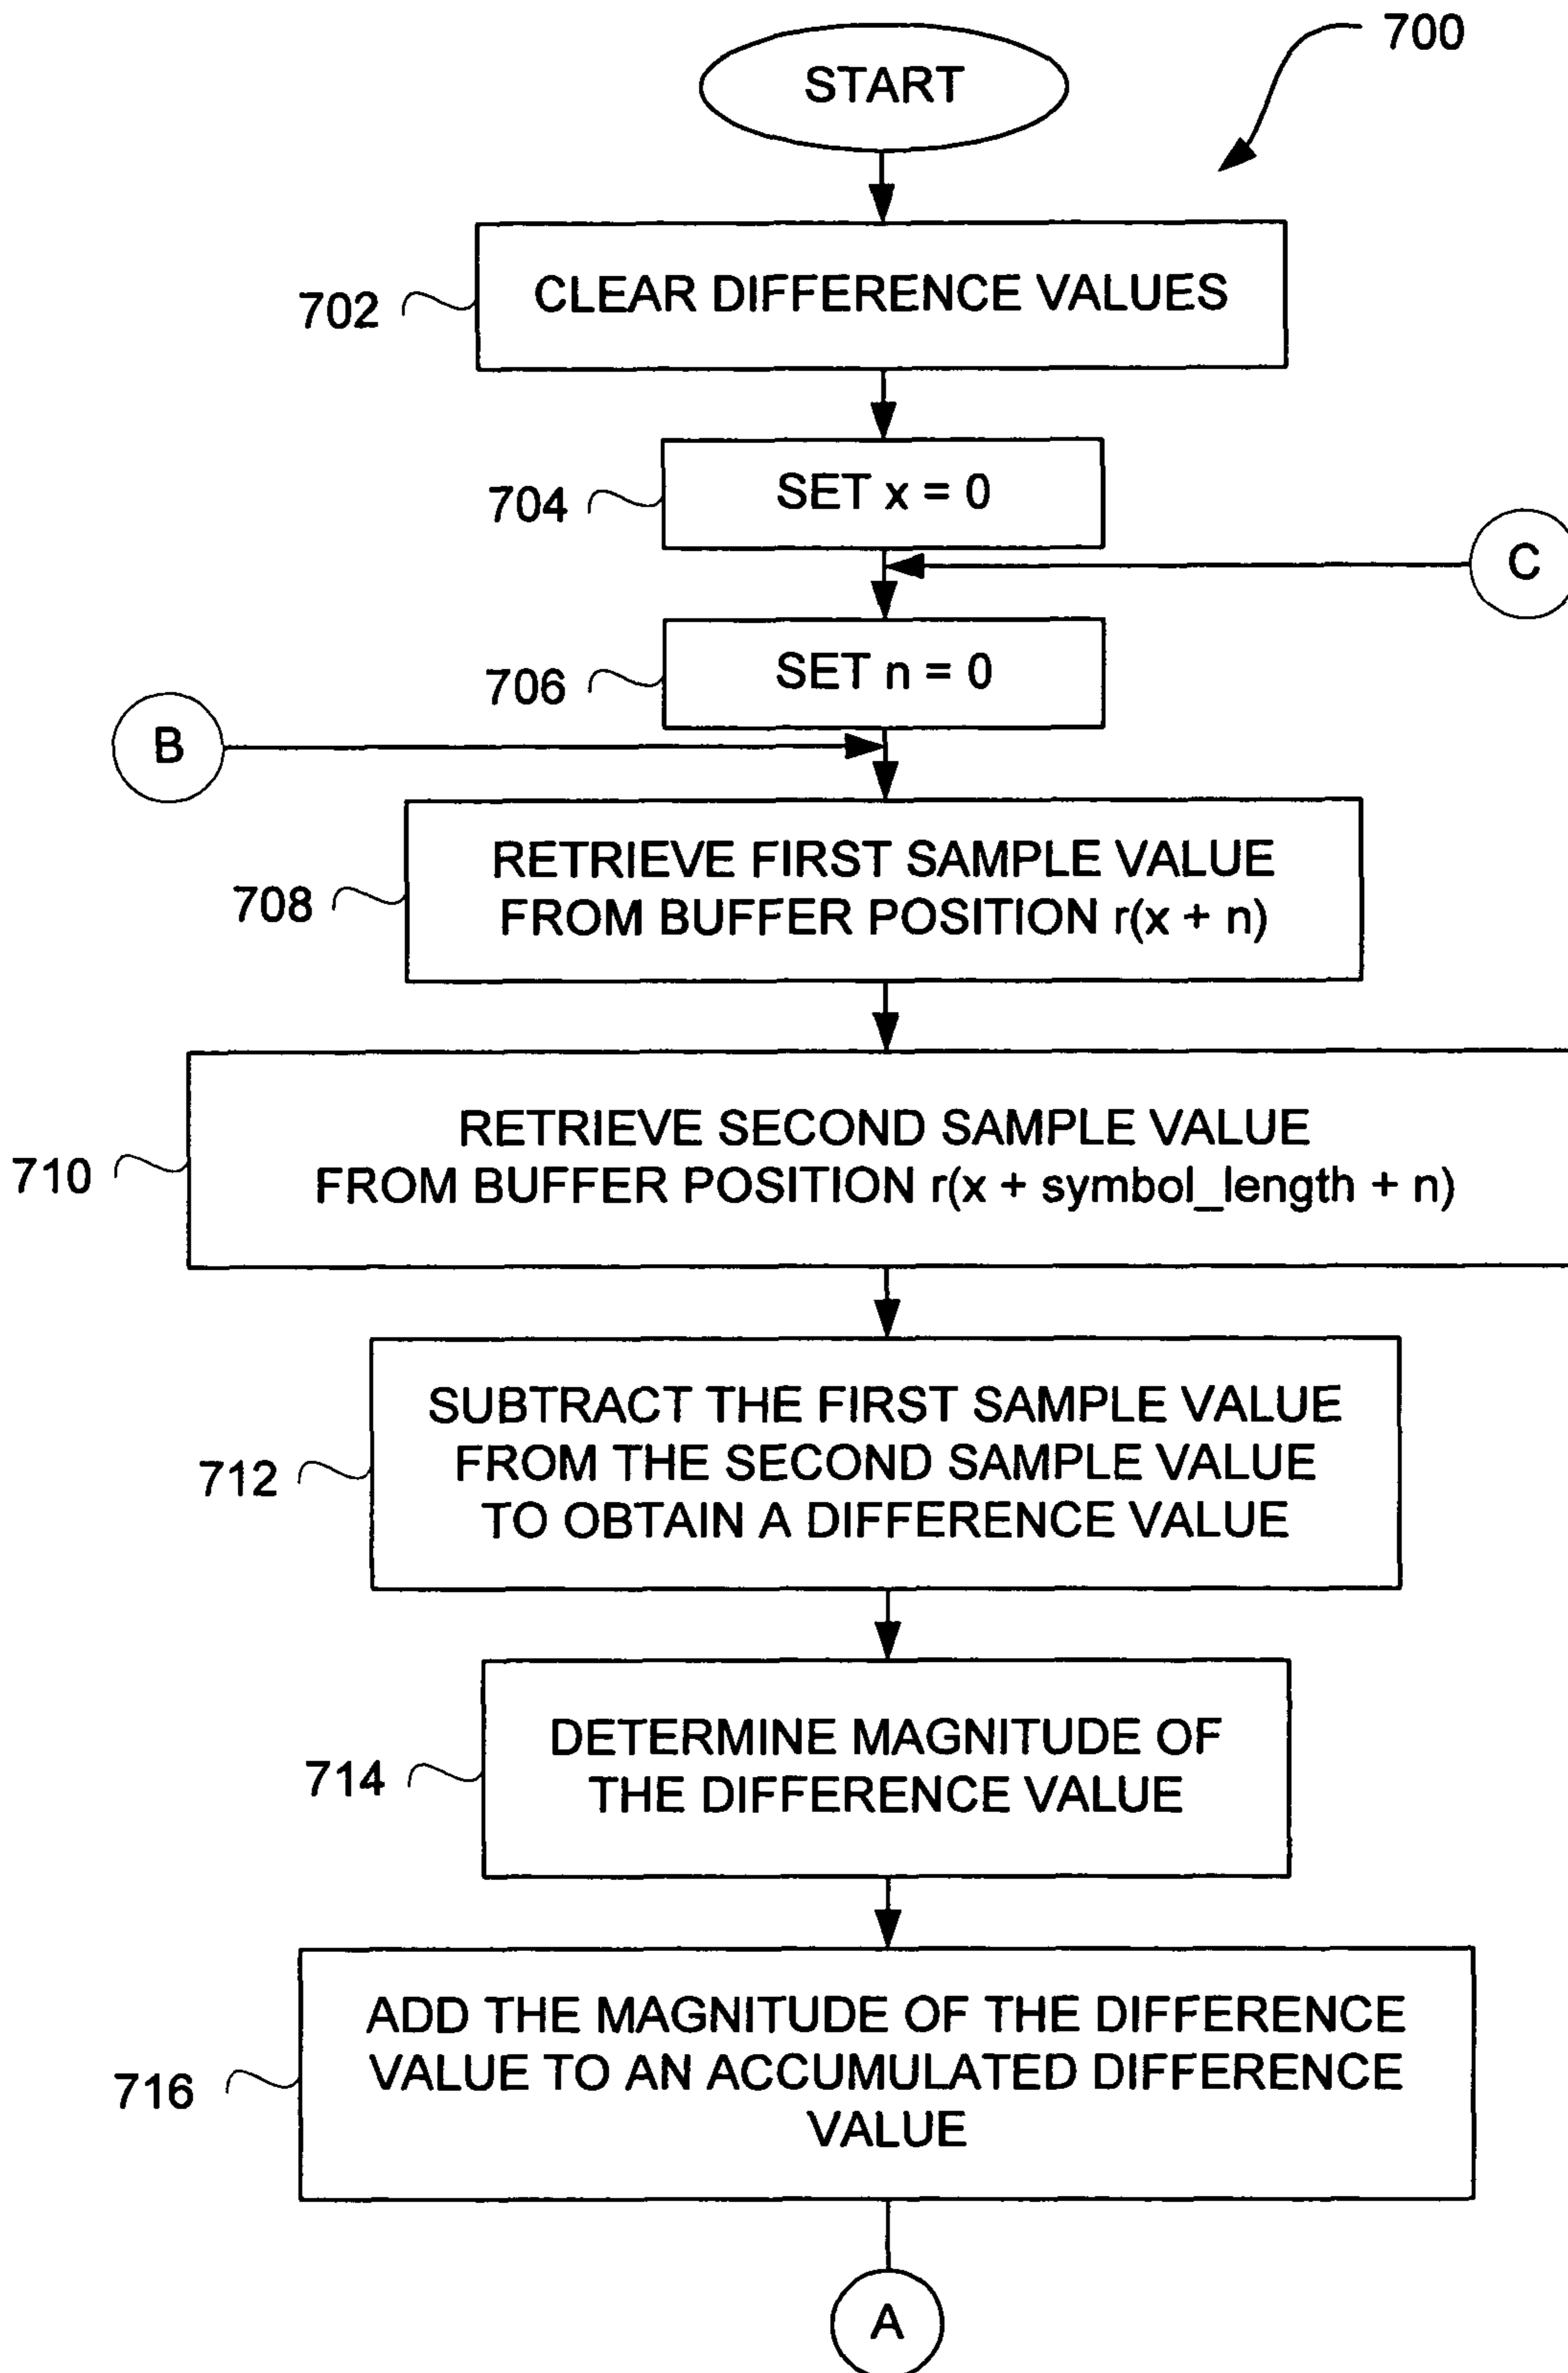 700
START
702
CLEAR DIFFERENCE VALUES
704
SET x = 0
C
706
SET n = 0
B
708
RETRIEVE FIRST SAMPLE VALUE
FROM BUFFER POSITION r(x + n)
710
RETRIEVE SECOND SAMPLE VALUE
FROM BUFFER POSITION r(x + symbol_length + n)
712
SUBTRACT THE FIRST SAMPLE VALUE
FROM THE SECOND SAMPLE VALUE
TO OBTAIN A DIFFERENCE VALUE
714
DETERMINE MAGNITUDE OF
THE DIFFERENCE VALUE
716
ADD THE MAGNITUDE OF THE DIFFERENCE
VALUE TO AN ACCUMULATED DIFFERENCE
VALUE
A